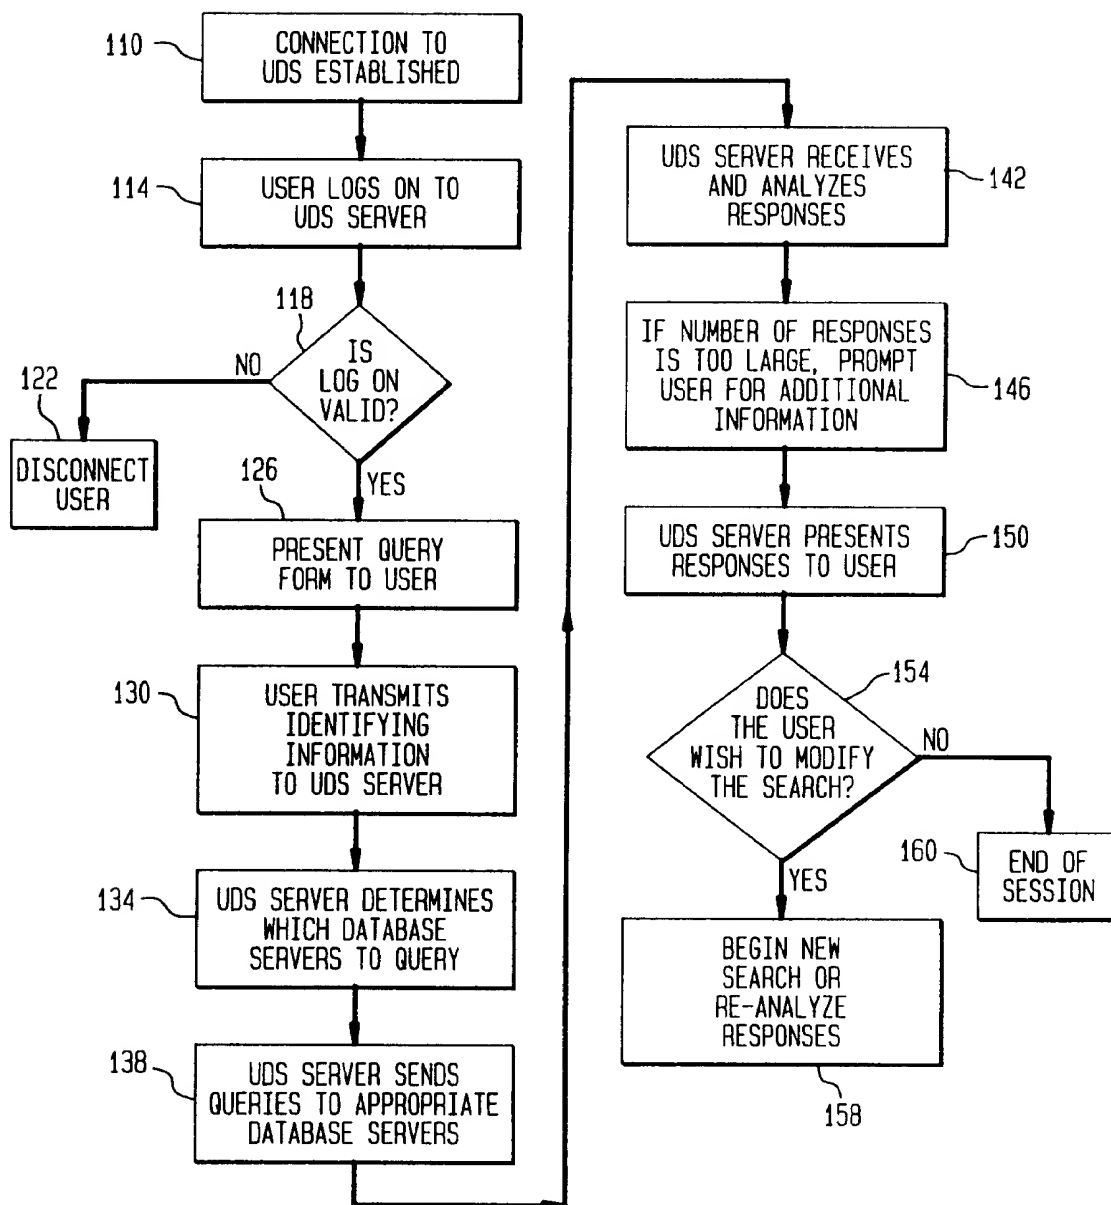 110
CONNECTION TO
UDS ESTABLISHED
114
USER LOGS ON TO
UDS SERVER
118
IS
LOG ON
VALID?
NO
122
DISCONNECT
USER
YES
126
PRESENT QUERY
FORM TO USER
130
USER TRANSMITS
IDENTIFYING
INFORMATION
TO UDS SERVER
134
UDS SERVER DETERMINES
WHICH DATABASE
SERVERS TO QUERY
138
UDS SERVER SENDS
QUERIES TO APPROPRIATE
DATABASE SERVERS
UDS SERVER RECEIVES
AND ANALYZES
RESPONSES
142
IF NUMBER OF RESPONSES
IS TOO LARGE, PROMPT
USER FOR ADDITIONAL
INFORMATION
146
UDS SERVER PRESENTS
RESPONSES TO USER
150
154
DOES
THE USER
WISH TO MODIFY
THE SEARCH?
NO
160
END OF
SESSION
YES
BEGIN NEW
SEARCH OR
RE-ANALYZE
RESPONSES
158